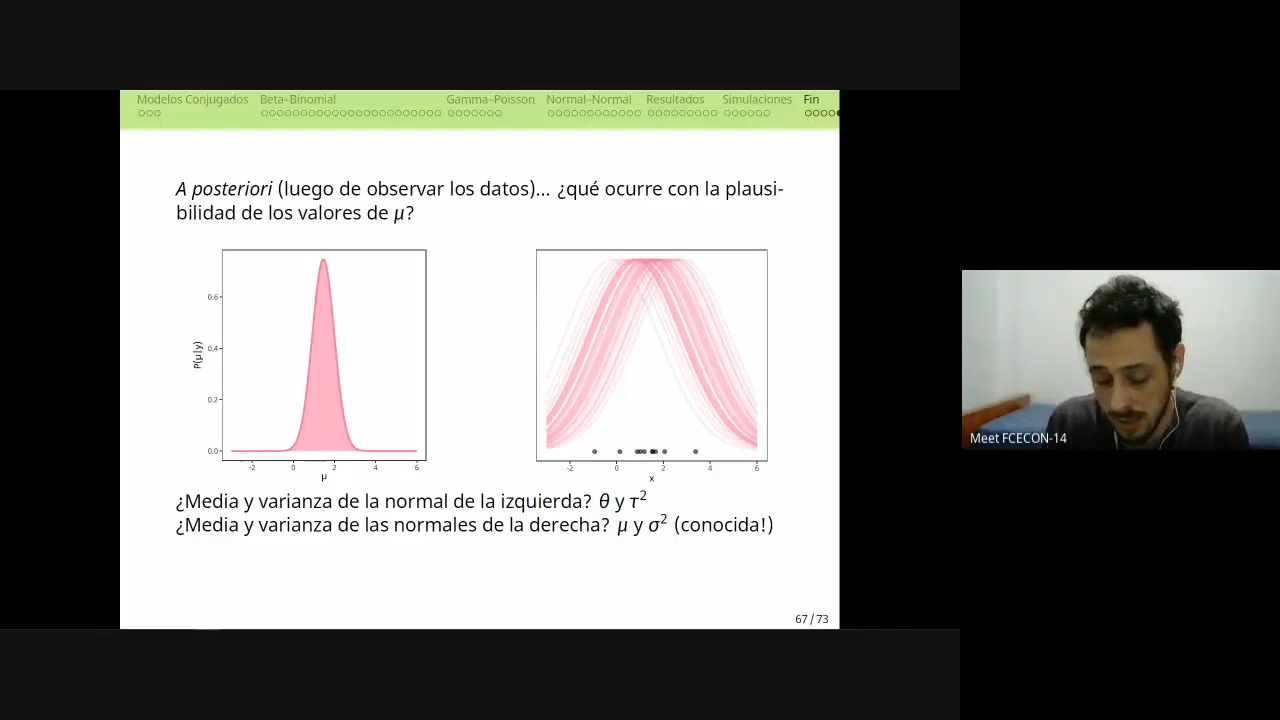 Modelos Conjugados Beta–Binomial Gamma–Poisson Normal–Normal Resultados Simulaciones Fin
A posteriori (luego de observar los datos)... ¿qué ocurre con la plausi-
bilidad de los valores de μ?
0.6
0.4
0.2
0.0
P(μ|y)
-2 0 2 4 6
μ
-2 0 2 4 6
x
¿Media y varianza de la normal de la izquierda? θ y τ²
¿Media y varianza de las normales de la derecha? μ y σ² (conocida!)
67 / 73
Meet FCECON-14